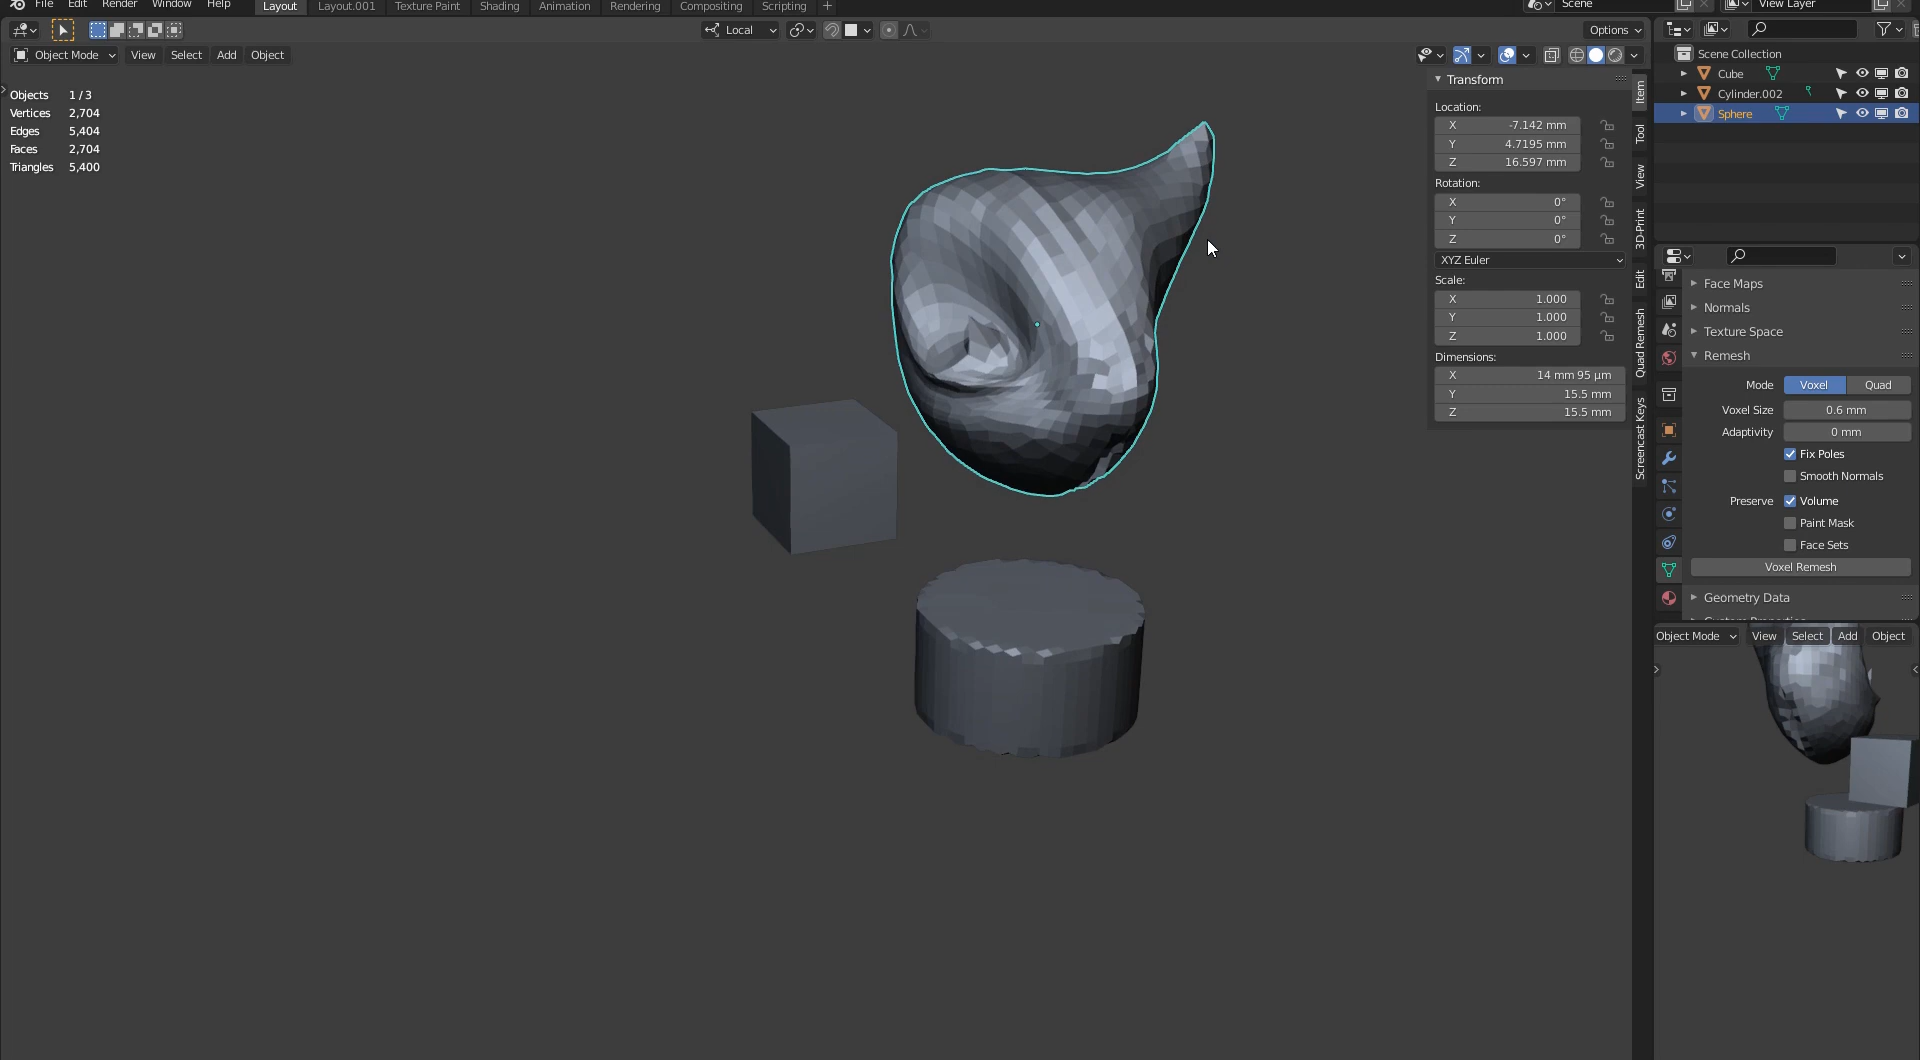 File Edit Render Window Help Layout Layout.001 Texture Paint Shading Animation Rendering Compositing Scripting + Scene View Layer
Local Options
Object Mode View Select Add Object
Objects 1 / 3
Vertices 2,704
Edges 5,404
Faces 2,704
Triangles 5,400
Transform
Location:
X -7.142 mm
Y 4.7195 mm
Z 16.597 mm
Rotation:
X 0°
Y 0°
Z 0°
XYZ Euler
Scale:
X 1.000
Y 1.000
Z 1.000
Dimensions:
X 14 mm 95 µm
Y 15.5 mm
Z 15.5 mm
Item
Tool
View
3D-Print
Edit
Quad Remesh
Screencast Keys
Scene Collection
Cube
Cylinder.002
Sphere
Face Maps
Normals
Texture Space
Remesh
Mode Voxel Quad
Voxel Size 0.6 mm
Adaptivity 0 mm
Fix Poles
Smooth Normals
Preserve Volume
Paint Mask
Face Sets
Voxel Remesh
Geometry Data
Object Mode View Select Add Object